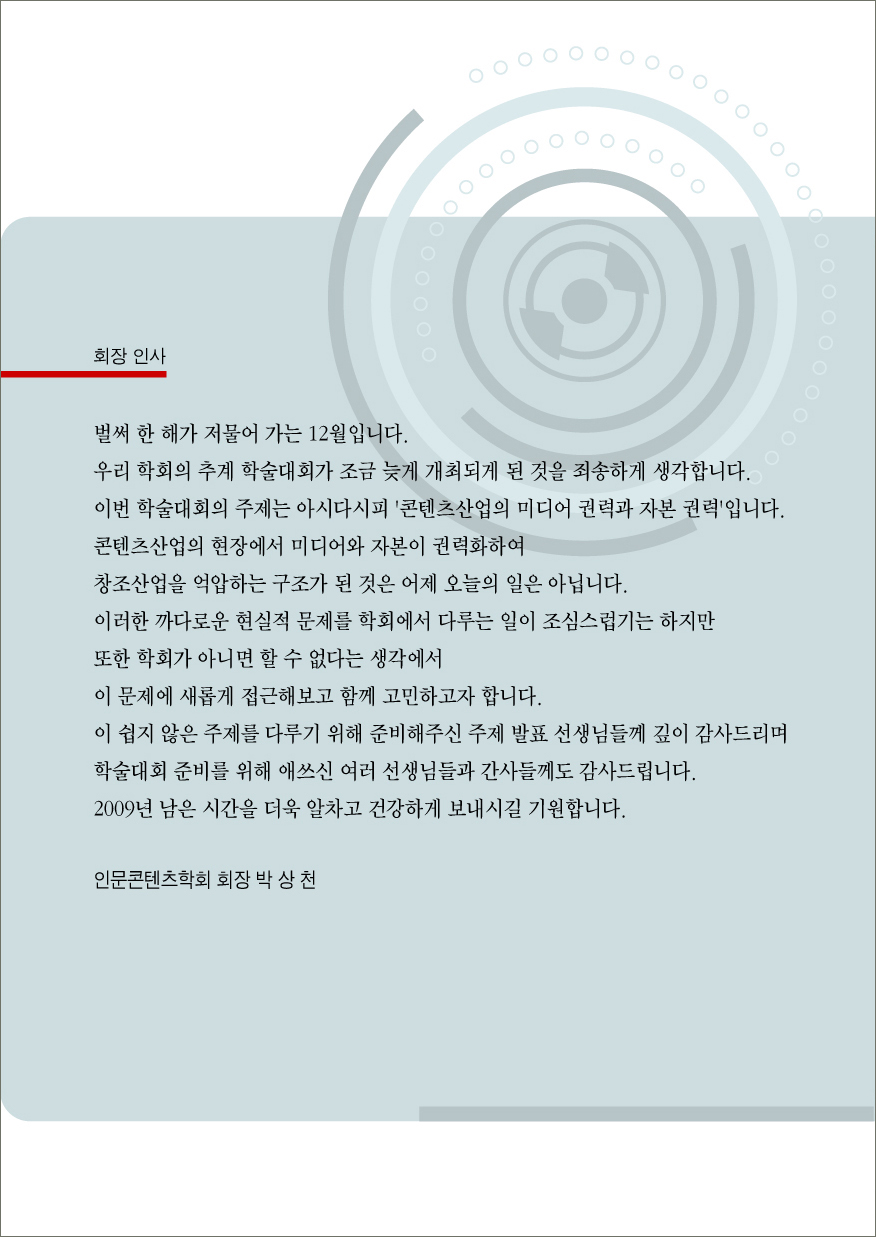 회장 인사
벌써 한 해가 저물어 가는 12월입니다.
우리 학회의 추계 학술대회가 조금 늦게 개최되게 된 것을 죄송하게 생각합니다.
이번 학술대회의 주제는 아시다시피 '콘텐츠산업의 미디어 권력과 자본 권력'입니다.
콘텐츠산업의 현장에서 미디어와 자본이 권력화하여
창조산업을 억압하는 구조가 된 것은 어제 오늘의 일은 아닙니다.
이러한 까다로운 현실적 문제를 학회에서 다루는 일이 조심스럽기는 하지만
또한 학회가 아니면 할 수 없다는 생각에서
이 문제에 새롭게 접근해보고 함께 고민하고자 합니다.
이 쉽지 않은 주제를 다루기 위해 준비해주신 주제 발표 선생님들께 깊이 감사드리며
학술대회 준비를 위해 애쓰신 여러 선생님들과 간사들께도 감사드립니다.
2009년 남은 시간을 더욱 알차고 건강하게 보내시길 기원합니다.
인문콘텐츠학회 회장 박 상 천